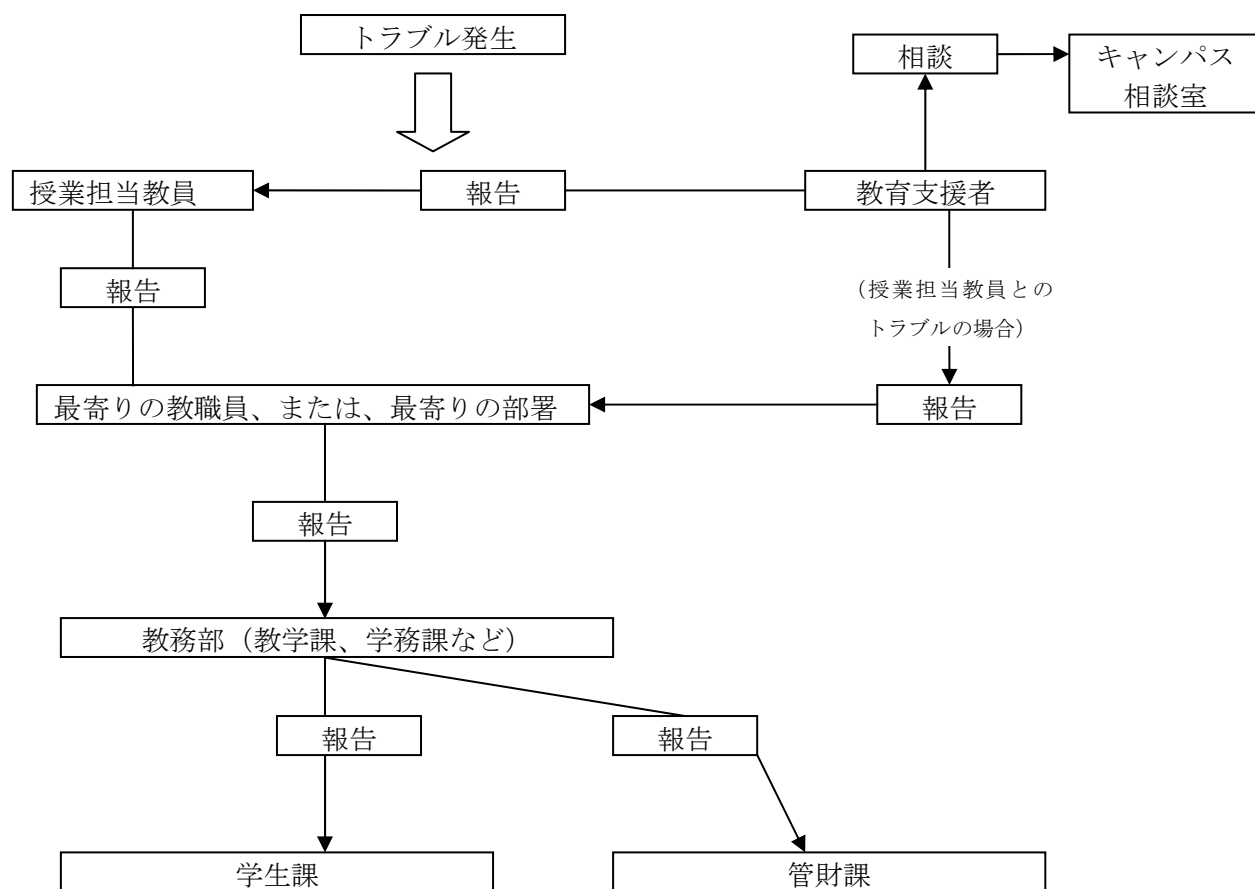 トラブル発生
相談
キャンパス
相談室
授業担当教員
報告
教育支援者
報告
（授業担当教員との
トラブルの場合）
最寄りの教職員、または、最寄りの部署
報告
報告
教務部（教学課、学務課など）
報告
報告
学生課
管財課